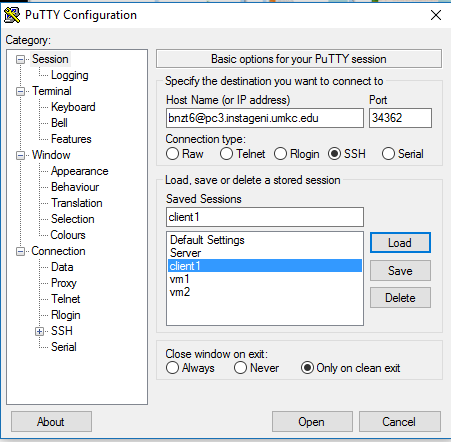 PuTTY Configuration
Category:
Session
Logging
Terminal
Keyboard
Bell
Features
Window
Appearance
Behaviour
Translation
Selection
Colours
Connection
Data
Proxy
Telnet
Rlogin
SSH
Serial
Basic options for your PuTTY session
Specify the destination you want to connect to
Host Name (or IP address) Port
bnzt6@pc3.instageni.umkc.edu 34362
Connection type:
Raw Telnet Rlogin SSH Serial
Load, save or delete a stored session
Saved Sessions
client1
Default Settings
Server
client1
vm1
vm2
Load
Save
Delete
Close window on exit:
Always Never Only on clean exit
About Open Cancel